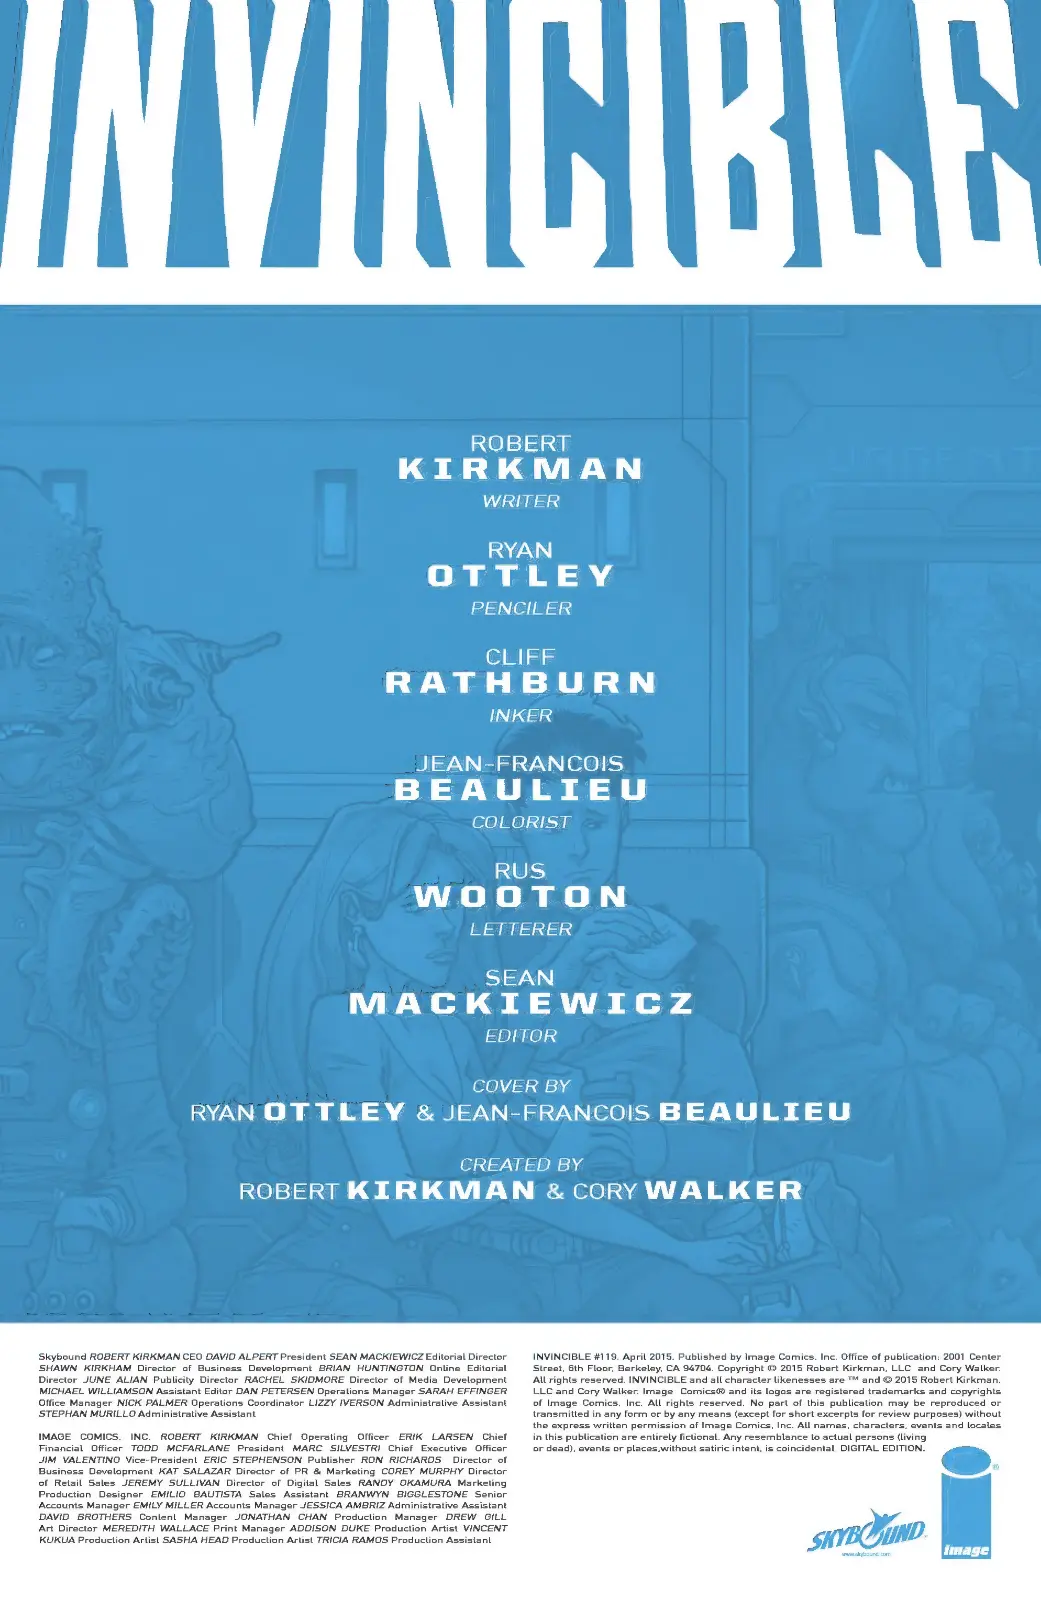 INVINCIBLE
ROBERT
KIRKMAN
WRITER
RYAN
OTTLEY
PENCILER
CLIFF
RATHBURN
INKER
JEAN-FRANCOIS
BEAULIEU
COLORIST
RUS
WOOTON
LETTERER
SEAN
MACKIEWICZ
EDITOR
COVER BY
RYAN OTTLEY & JEAN-FRANCOIS BEAULIEU
CREATED BY
ROBERT KIRKMAN & CORY WALKER
Skybound ROBERT KIRKMAN CEO DAVID ALPERT President SEAN MACKIEWICZ Editorial Director
SHAWN KIRKHAM Director of Business Development BRIAN HUNTINGTON Online Editorial
Director JUNE ALIAN Publicity Director RACHEL SKIDMORE Director of Media Development
MICHAEL WILLIAMSON Assistant Editor DAN PETERSEN Operations Manager SARAH EFFINGER
Office Manager NICK PALMER Operations Coordinator LIZZY IVERSON Administrative Assistant
STEPHAN MURILLO Administrative Assistant
IMAGE COMICS, INC. ROBERT KIRKMAN Chief Operating Officer ERIK LARSEN Chief
Financial Officer TODD MCFARLANE President MARC SILVESTRI Chief Executive Officer
JIM VALENTINO Vice-President ERIC STEPHENSON Publisher RON RICHARDS Director of
Business Development KAT SALAZAR Director of PR & Marketing COREY MURPHY Director
of Retail Sales JEREMY SULLIVAN Director of Digital Sales RANDY OKAMURA Marketing
Production Designer EMILIO BAUTISTA Sales Assistant BRANWYN BIGGLESTONE Senior
Accounts Manager EMILY MILLER Accounts Manager JESSICA AMBRIZ Administrative Assistant
DAVID BROTHERS Content Manager JONATHAN CHAN Production Manager DREW GILL
Art Director MEREDITH WALLACE Print Manager ADDISON DUKE Production Artist VINCENT
KUKUA Production Artist SASHA HEAD Production Artist TRICIA RAMOS Production Assistant
INVINCIBLE #119. April 2015. Published by Image Comics, Inc. Office of publication: 2001 Center
Street, 6th Floor, Berkeley, CA 94704. Copyright © 2015 Robert Kirkman, LLC and Cory Walker.
All rights reserved. INVINCIBLE and all character likenesses are ™ and © 2015 Robert Kirkman,
LLC and Cory Walker. Image Comics® and its logos are registered trademarks and copyrights
of Image Comics, Inc. All rights reserved. No part of this publication may be reproduced or
transmitted in any form or by any means (except for short excerpts for review purposes) without
the express written permission of Image Comics, Inc. All names, characters, events and locales
in this publication are entirely fictional. Any resemblance to actual persons (living
or dead), events or places,without satiric intent, is coincidental. DIGITAL EDITION.
SKYBOUND
www.skybound.com
image